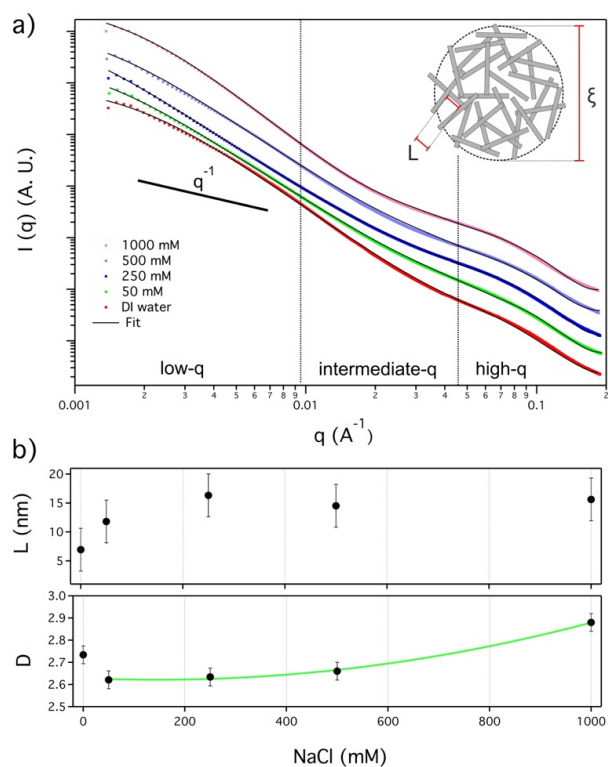 a)
I (q) (A. U.)
ξ
L
q⁻¹
1000 mM
500 mM
250 mM
50 mM
DI water
Fit
low-q
intermediate-q
high-q
0.001
2
3
4
5
6
7
8
9
0.01
2
3
4
5
6
7
8
9
0.1
2
q (A⁻¹)
b)
20
15
10
5
L (nm)
3.0
2.9
2.8
2.7
2.6
2.5
D
0
200
400
600
800
1000
NaCl (mM)